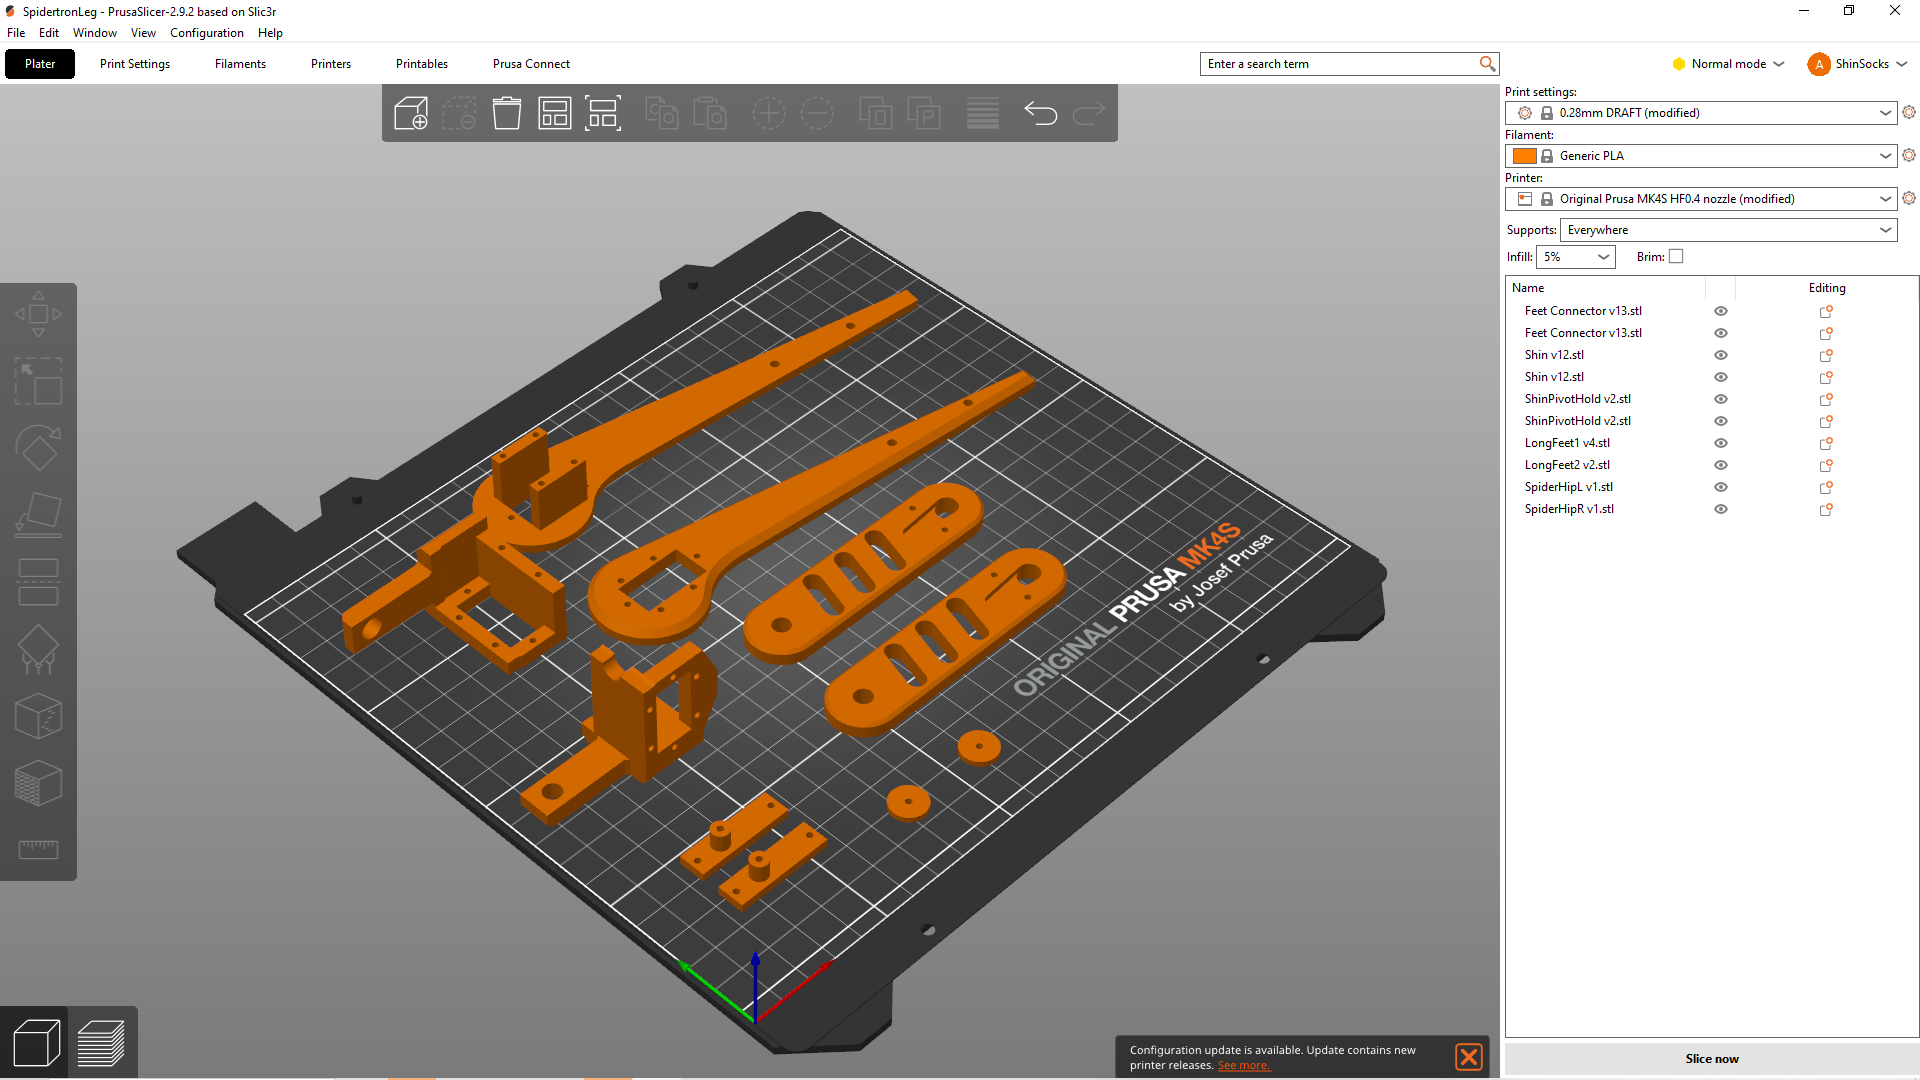 SpidertronLeg - PrusaSlicer-2.9.2 based on Slic3r
File Edit Window View Configuration Help
Plater Print Settings Filaments Printers Printables Prusa Connect
Enter a search term
Normal mode
A ShinSocks
Print settings:
0.28mm DRAFT (modified)
Filament:
Generic PLA
Printer:
Original Prusa MK4S HF0.4 nozzle (modified)
Supports: Everywhere
Infill: 5% Brim:
Name Editing
Feet Connector v13.stl
Feet Connector v13.stl
Shin v12.stl
Shin v12.stl
ShinPivotHold v2.stl
ShinPivotHold v2.stl
LongFeet1 v4.stl
LongFeet2 v2.stl
SpiderHipL v1.stl
SpiderHipR v1.stl
ORIGINAL PRUSA MK4S
by Josef Prusa
Configuration update is available. Update contains new
printer releases. See more.
Slice now